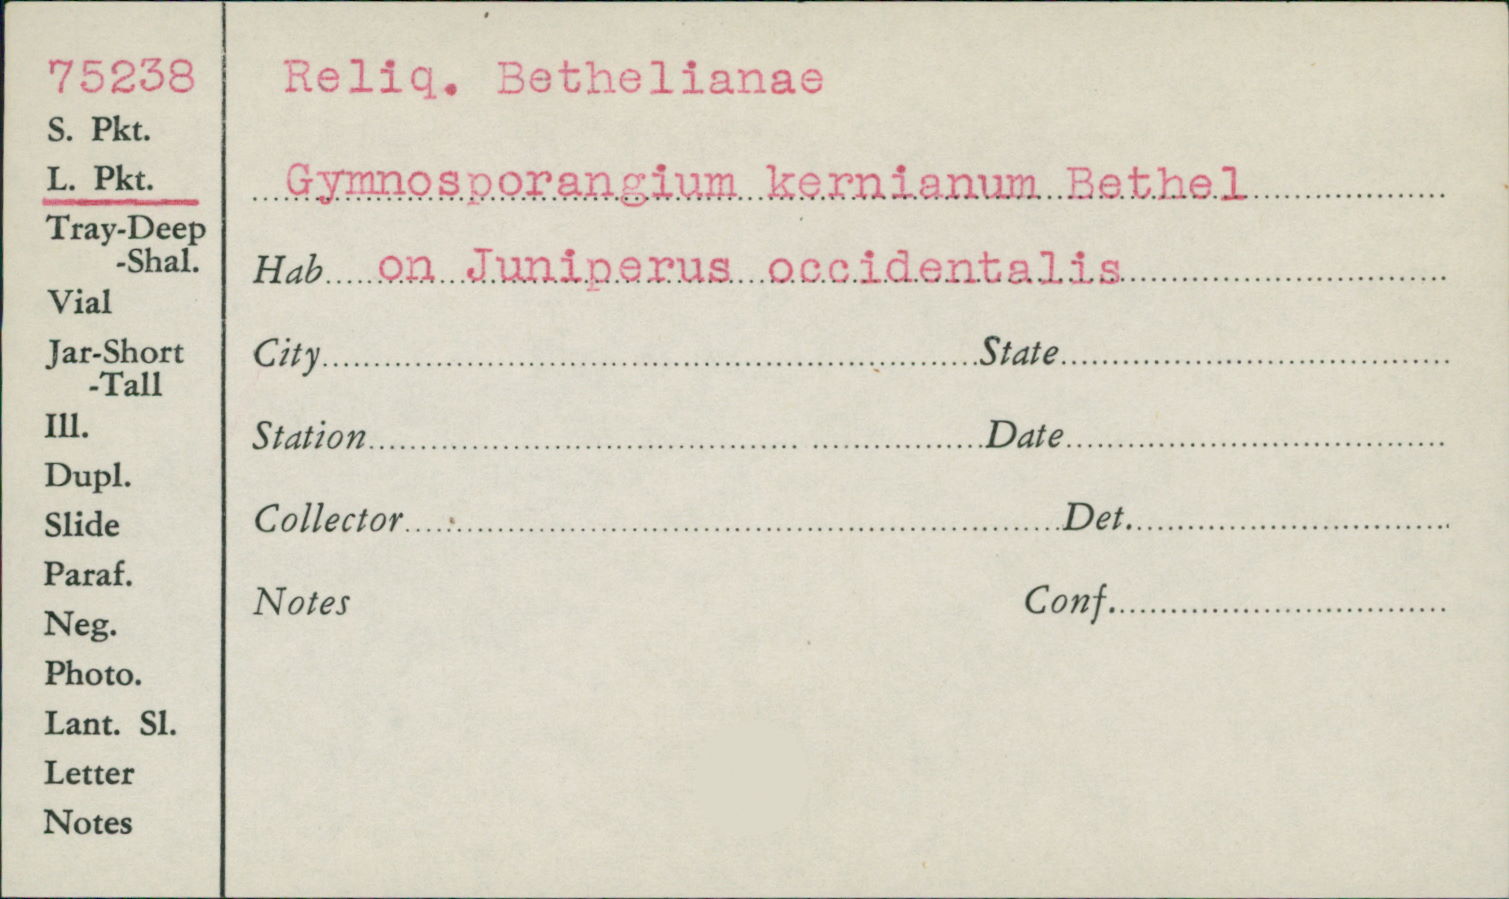 75238
S. Pkt.
L. Pkt.
Tray-Deep
-Shal.
Vial
Jar-Short
-Tall
Ill.
Dupl.
Slide
Paraf.
Neg.
Photo.
Lant. Sl.
Letter
Notes
Reliq. Bethelianae
Gymnosporangium kernianum Bethel
Hab on Juniperus occidentalis
City State
Station Date
Collector Det.
Notes Conf.